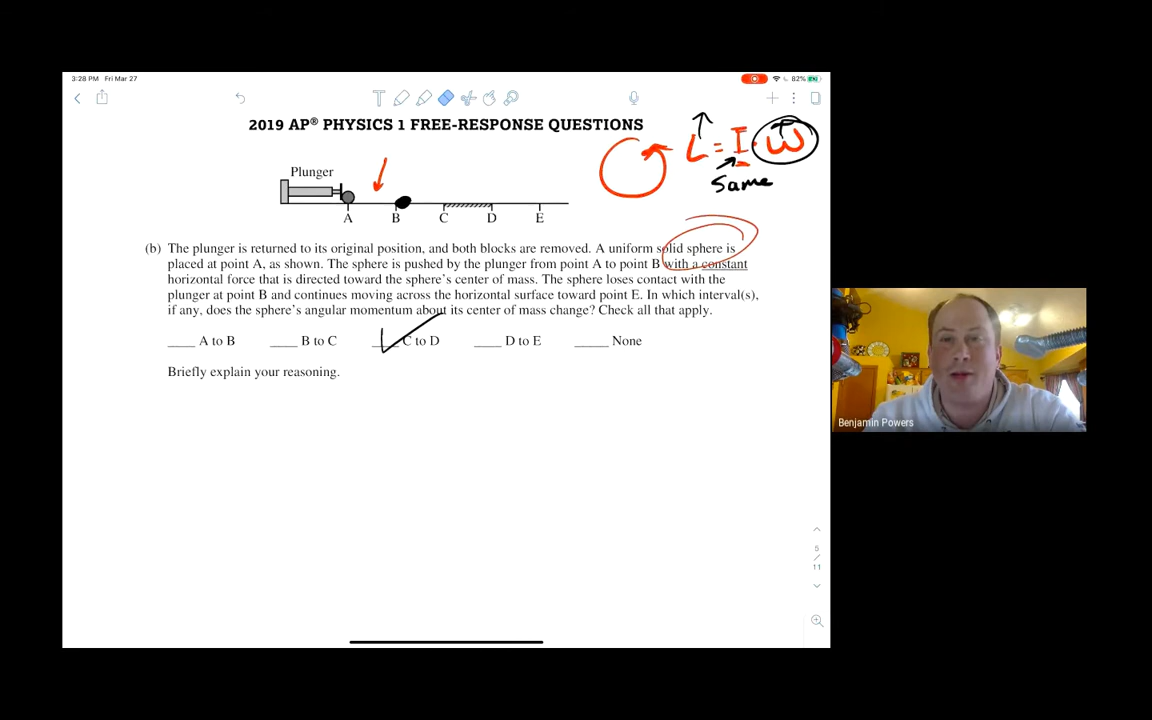 3:28 PM Fri Mar 27
82%
T
2019 AP® PHYSICS 1 FREE-RESPONSE QUESTIONS
L = I · ω
Same
Plunger
A B C D E
(b) The plunger is returned to its original position, and both blocks are removed. A uniform solid sphere is
placed at point A, as shown. The sphere is pushed by the plunger from point A to point B with a constant
horizontal force that is directed toward the sphere's center of mass. The sphere loses contact with the
plunger at point B and continues moving across the horizontal surface toward point E. In which interval(s),
if any, does the sphere's angular momentum about its center of mass change? Check all that apply.
____ A to B ____ B to C ____ C to D ____ D to E _____ None
Briefly explain your reasoning.
Benjamin Powers
5
/
11